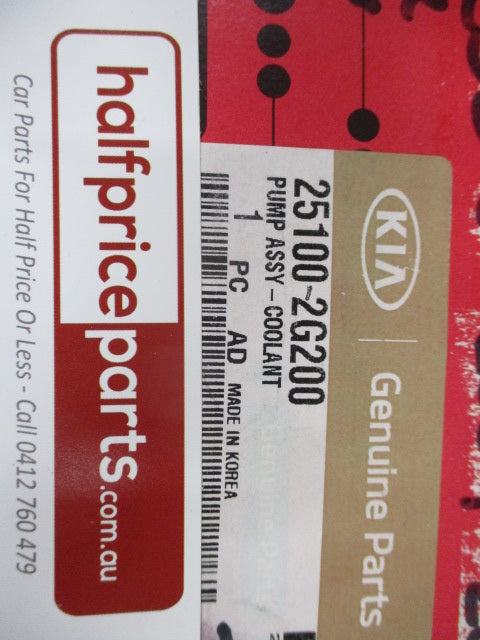 KIA | Genuine Parts
25100-2G200
PUMP ASSY-COOLANT
1 PC AD MADE IN KOREA
halfpriceparts.com.au
Car Parts For Half Price Or Less - Call 0412 760 479